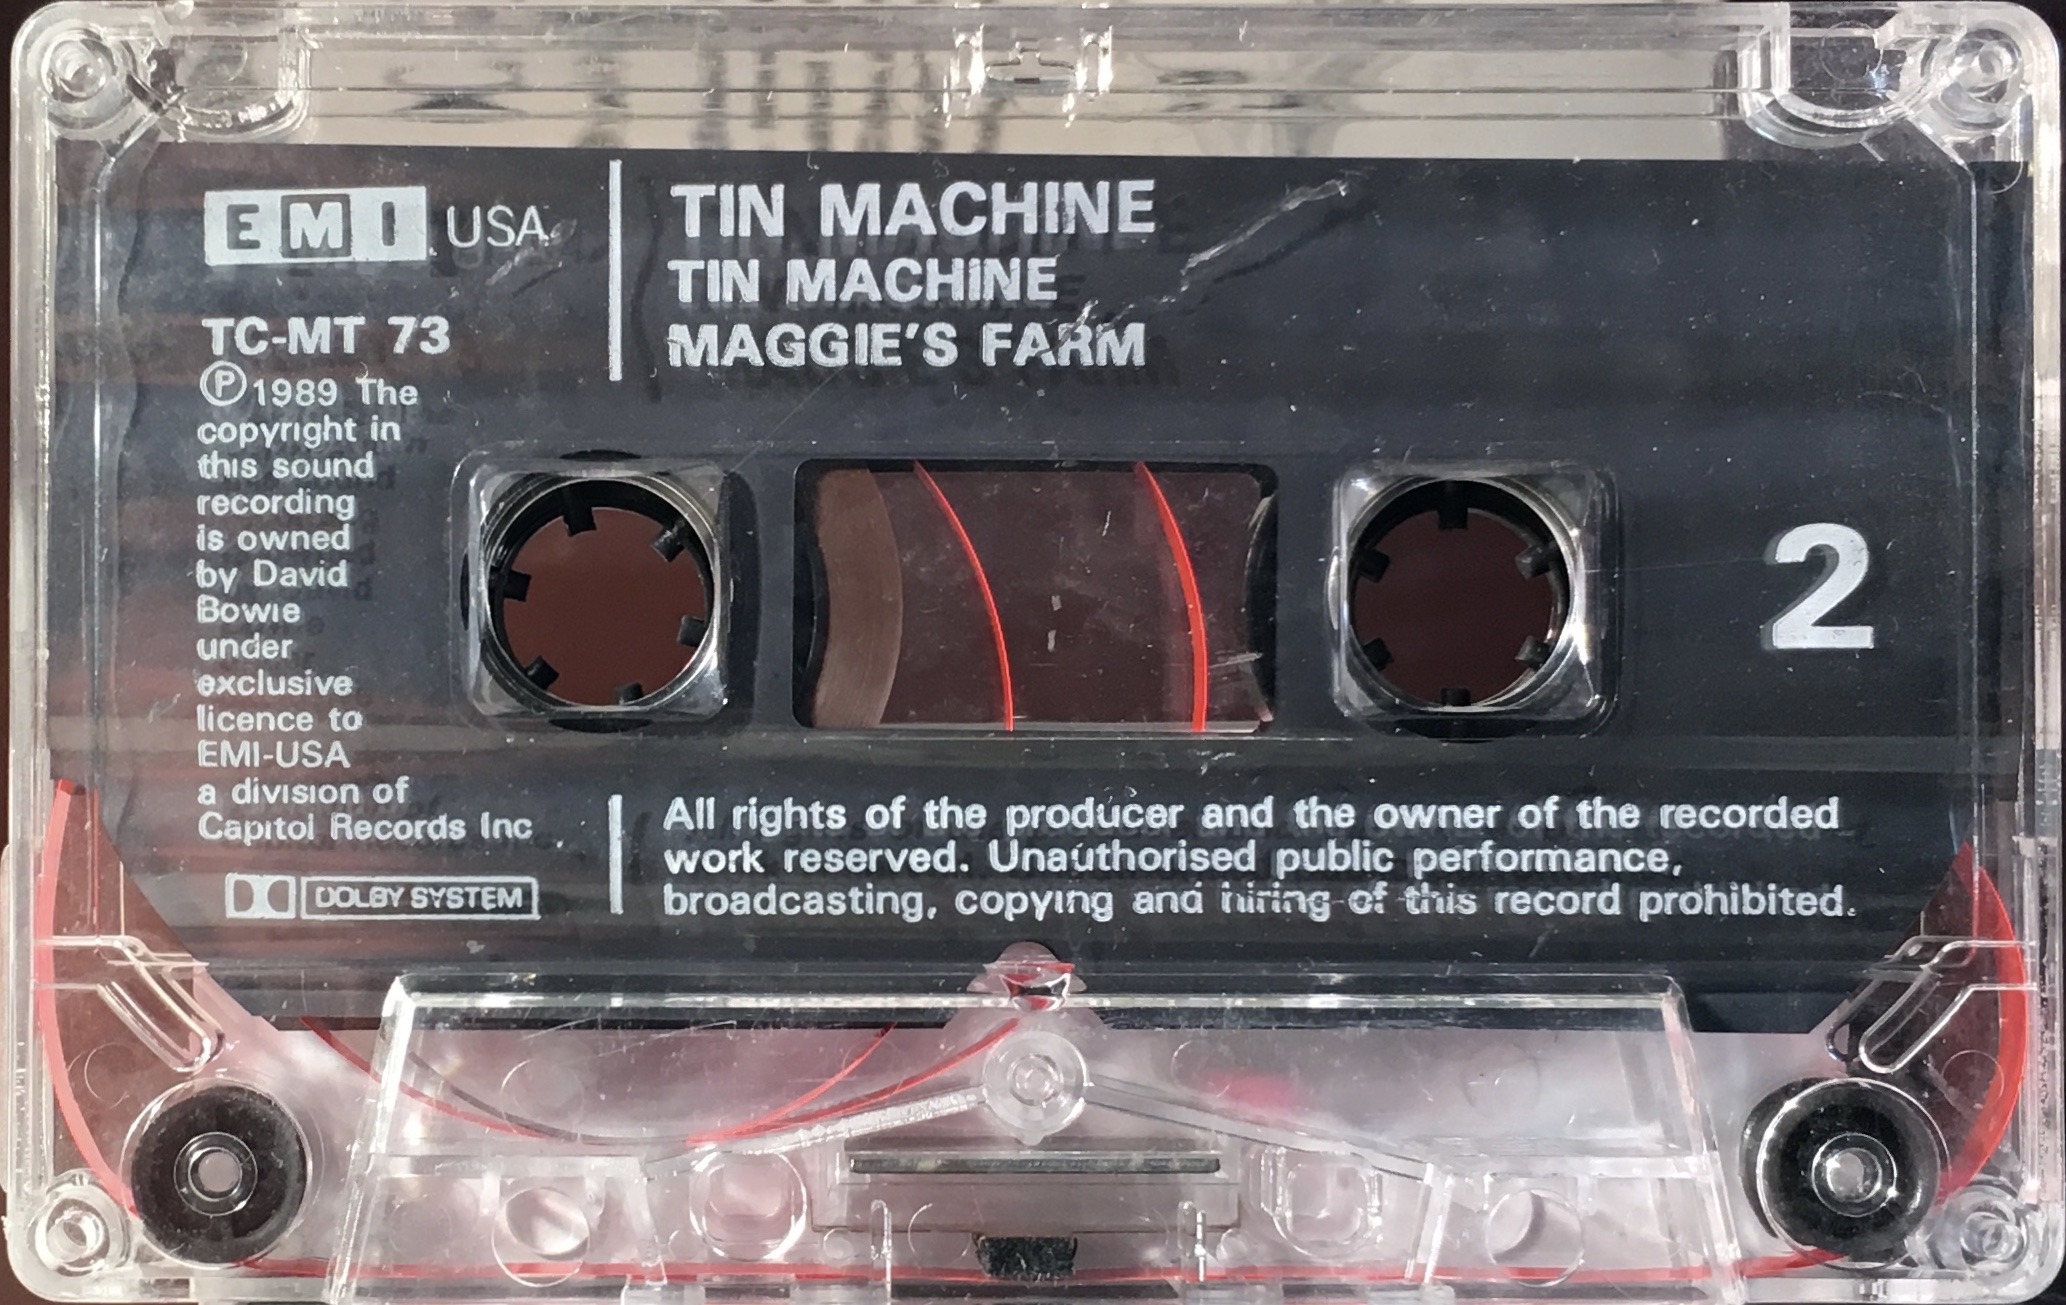 EMI USA
TC-MT 73
Ⓟ1989 The
copyright in
this sound
recording
is owned
by David
Bowie
under
exclusive
licence to
EMI-USA
a division of
Capitol Records Inc
DOLBY SYSTEM
TIN MACHINE
TIN MACHINE
MAGGIE'S FARM
2
All rights of the producer and the owner of the recorded
work reserved. Unauthorised public performance,
broadcasting, copying and hiring of this record prohibited.